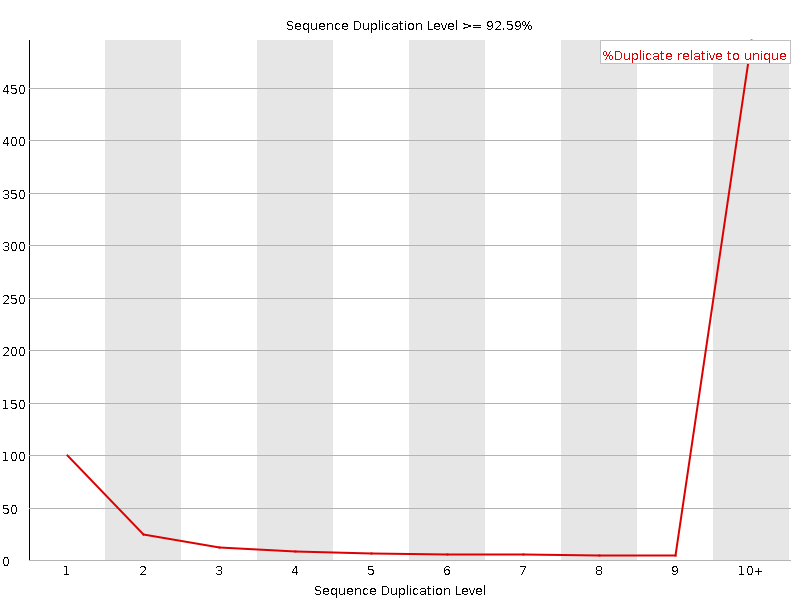 Sequence Duplication Level >= 92.59%
%Duplicate relative to unique
450
400
350
300
250
200
150
100
50
0
1 2 3 4 5 6 7 8 9 10+
Sequence Duplication Level